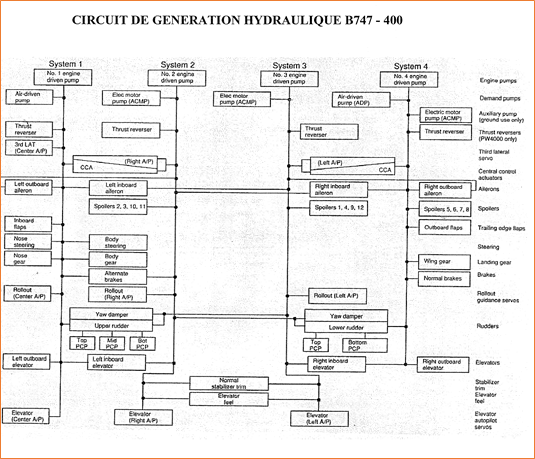 CIRCUIT DE GENERATION HYDRAULIQUE B747 - 400
System 1 System 2 System 3 System 4
No. 1 engine driven pump
No. 2 engine driven pump
No. 3 engine driven pump
No. 4 engine driven pump
Engine pumps
Air-driven pump
Elec motor pump (ACMP)
Elec motor pump (ACMP)
Air-driven pump (ADP)
Demand pumps
Electric motor pump (ACMP)
Auxiliary pump (ground use only)
Thrust reverser
Thrust reverser
Thrust reverser
Thrust reverser
Thrust reversers (PW4000 only)
3rd LAT (Center A/P)
Third lateral servo
(Right A/P)
CCA
(Left A/P)
CCA
Central control actuators
Left outboard aileron
Left inboard aileron
Right inboard aileron
Right outboard aileron
Ailerons
Spoilers 2, 3, 10, 11
Spoilers 1, 4, 9, 12
Spoilers 5, 6, 7, 8
Spoilers
Inboard flaps
Outboard flaps
Trailing edge flaps
Nose steering
Body steering
Steering
Nose gear
Body gear
Wing gear
Landing gear
Alternate brakes
Normal brakes
Brakes
Rollout (Center A/P)
Rollout (Right A/P)
Rollout (Left A/P)
Rollout guidance servos
Yaw damper
Upper rudder
Yaw damper
Lower rudder
Rudders
Top PCP
Mid PCP
Bot PCP
Top PCP
Bottom PCP
Left outboard elevator
Left inboard elevator
Right inboard elevator
Right outboard elevator
Elevators
Normal stabilizer trim
Stabilizer trim
Elevator feel
Elevator feel
Elevator (Center A/P)
Elevator (Right A/P)
Elevator (Left A/P)
Elevator autopilot servos